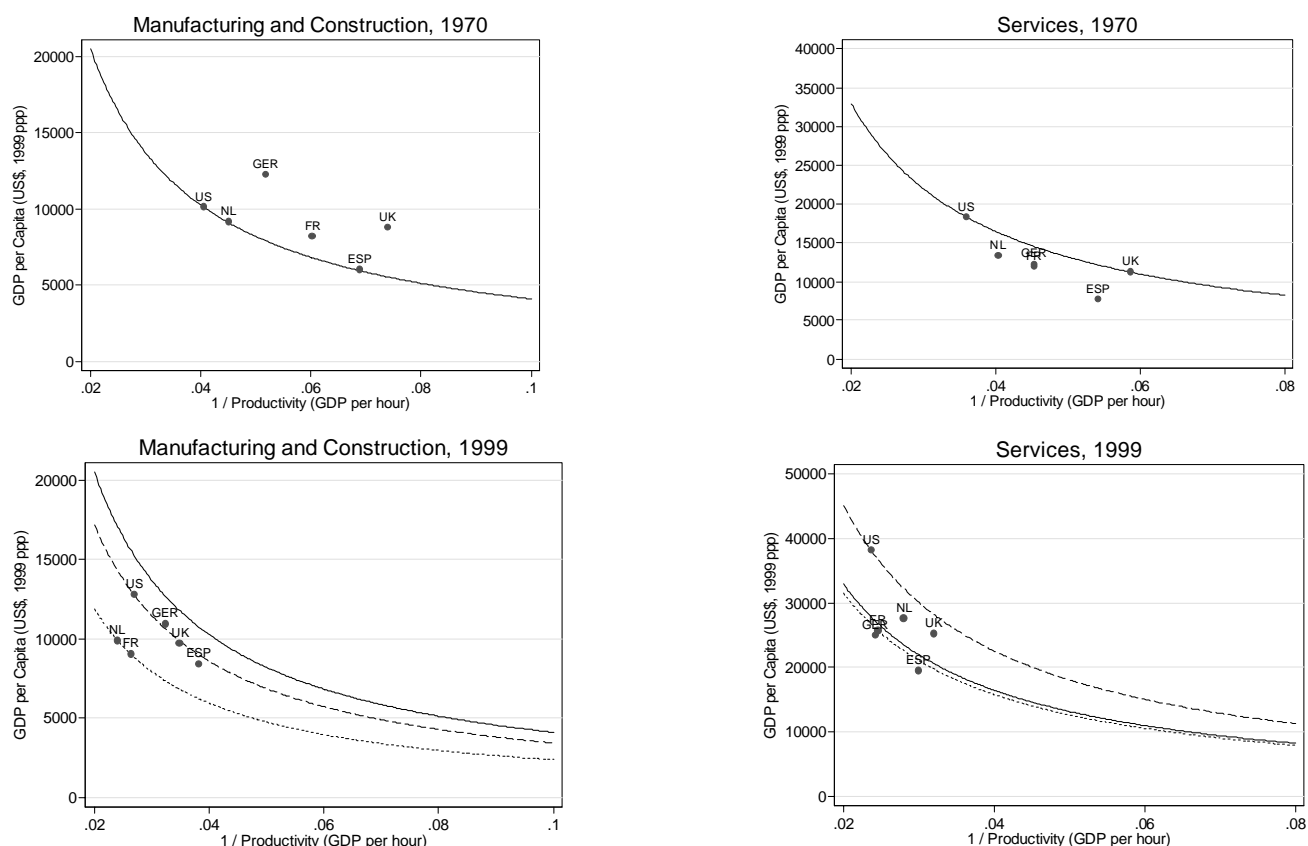 Manufacturing and Construction, 1970
GDP per Capita (US$, 1999 ppp)
20000
15000
10000
5000
0
GER
US
NL
FR
UK
ESP
.02 .04 .06 .08 .1
1 / Productivity (GDP per hour)
Services, 1970
GDP per Capita (US$, 1999 ppp)
40000
35000
30000
25000
20000
15000
10000
5000
0
US
NL
GER
FR
UK
ESP
.02 .04 .06 .08
1 / Productivity (GDP per hour)
Manufacturing and Construction, 1999
GDP per Capita (US$, 1999 ppp)
20000
15000
10000
5000
0
US
GER
NL
UK
FR
ESP
.02 .04 .06 .08 .1
1 / Productivity (GDP per hour)
Services, 1999
GDP per Capita (US$, 1999 ppp)
50000
40000
30000
20000
10000
0
US
NL
FR
GER
UK
ESP
.02 .04 .06 .08
1 / Productivity (GDP per hour)